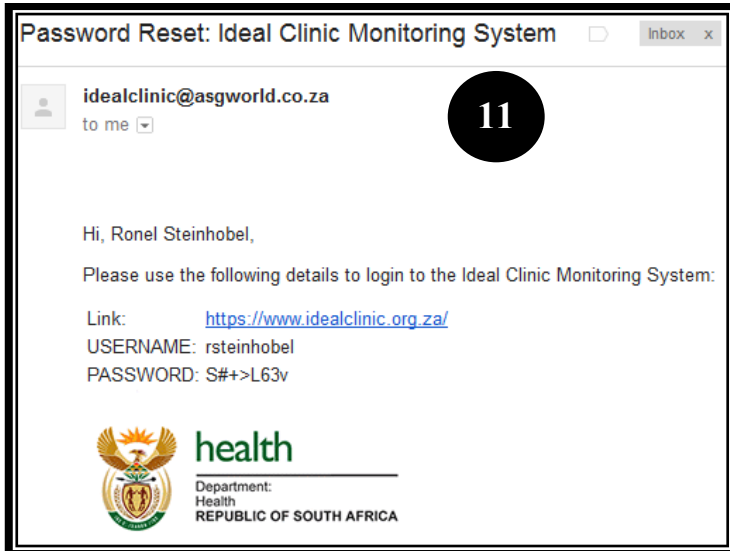 Password Reset: Ideal Clinic Monitoring System Inbox x
idealclinic@asgworld.co.za
to me
11
Hi, Ronel Steinhobel,
Please use the following details to login to the Ideal Clinic Monitoring System:
Link: https://www.idealclinic.org.za/
USERNAME: rsteinhobel
PASSWORD: S#+>L63v
health
Department:
Health
REPUBLIC OF SOUTH AFRICA